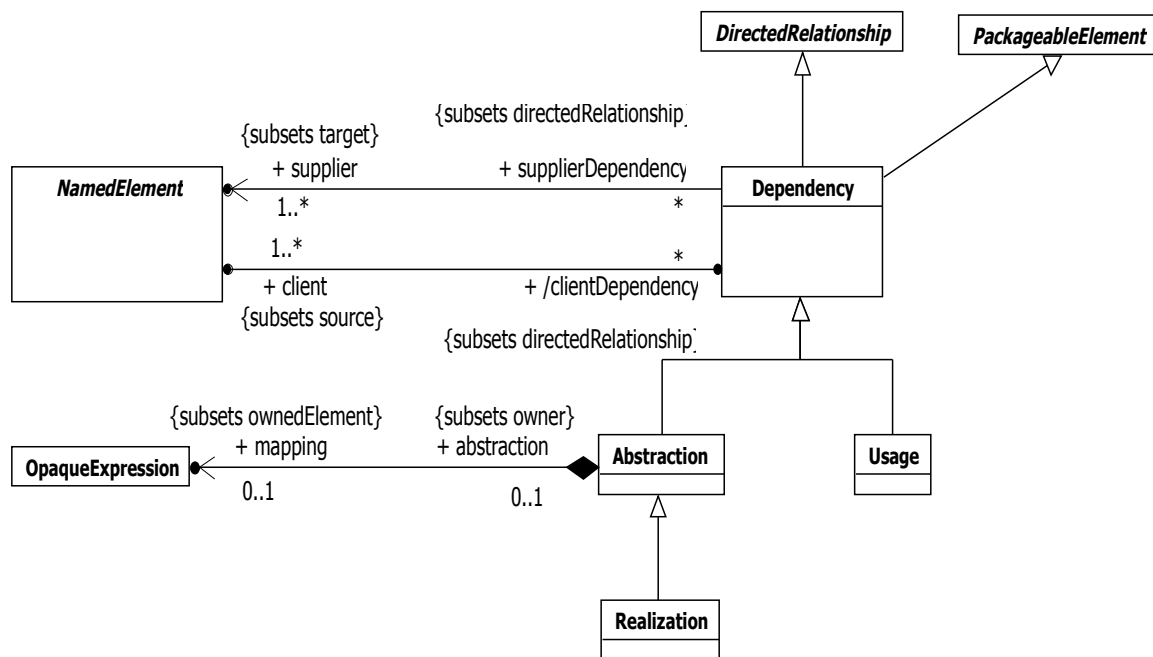 DirectedRelationship
PackageableElement
{subsets directedRelationship}
{subsets target}
+ supplier
+ supplierDependency
NamedElement
Dependency
1..*
*
1..*
*
+ client
+ /clientDependency
{subsets source}
{subsets directedRelationship}
{subsets ownedElement}
{subsets owner}
+ mapping
+ abstraction
OpaqueExpression
Abstraction
Usage
0..1
0..1
Realization